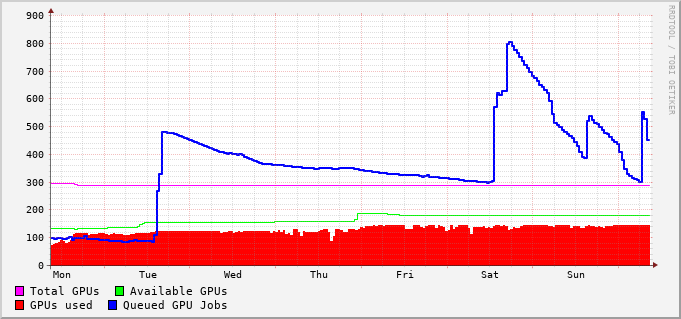 900
800
700
600
500
400
300
200
100
0
Mon Tue Wed Thu Fri Sat Sun
RRDTOOL / TOBI OETIKER
Total GPUs Available GPUs
GPUs used Queued GPU Jobs